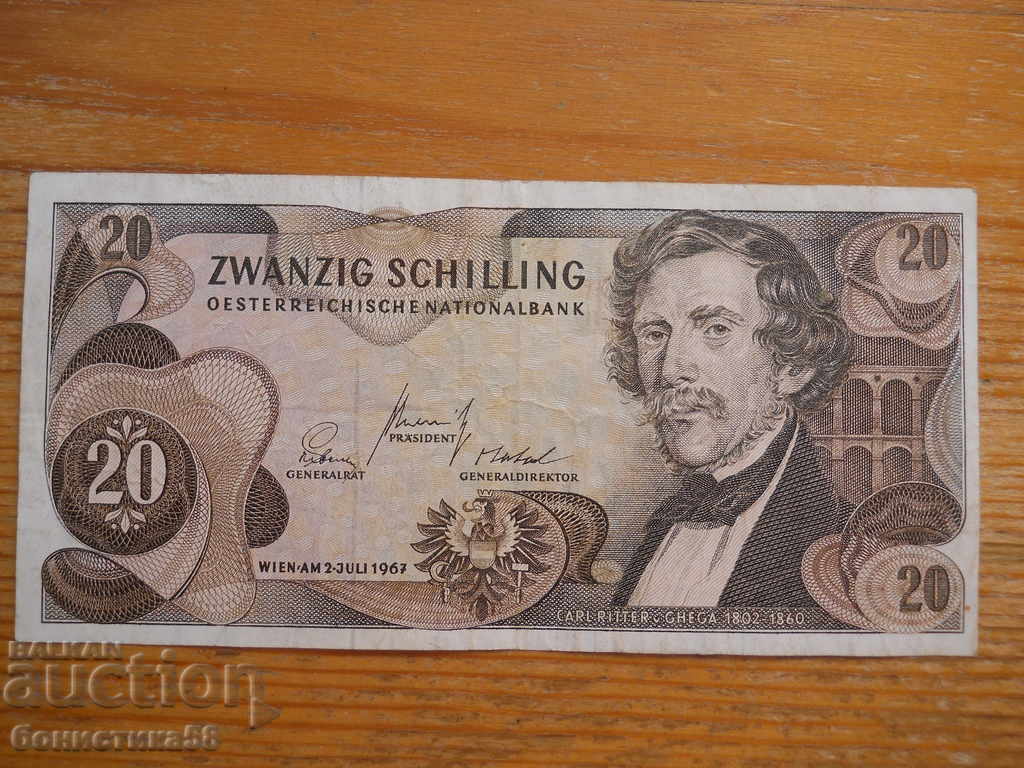 20
20
ZWANZIG SCHILLING
OESTERREICHISCHE NATIONALBANK
PRÄSIDENT
GENERALRAT
GENERALDIREKTOR
20
WIEN·AM 2·JULI 1967
20
CARL·RITTER·v·GHEGA·1802–1860
BALKAN
auction
бонистика58